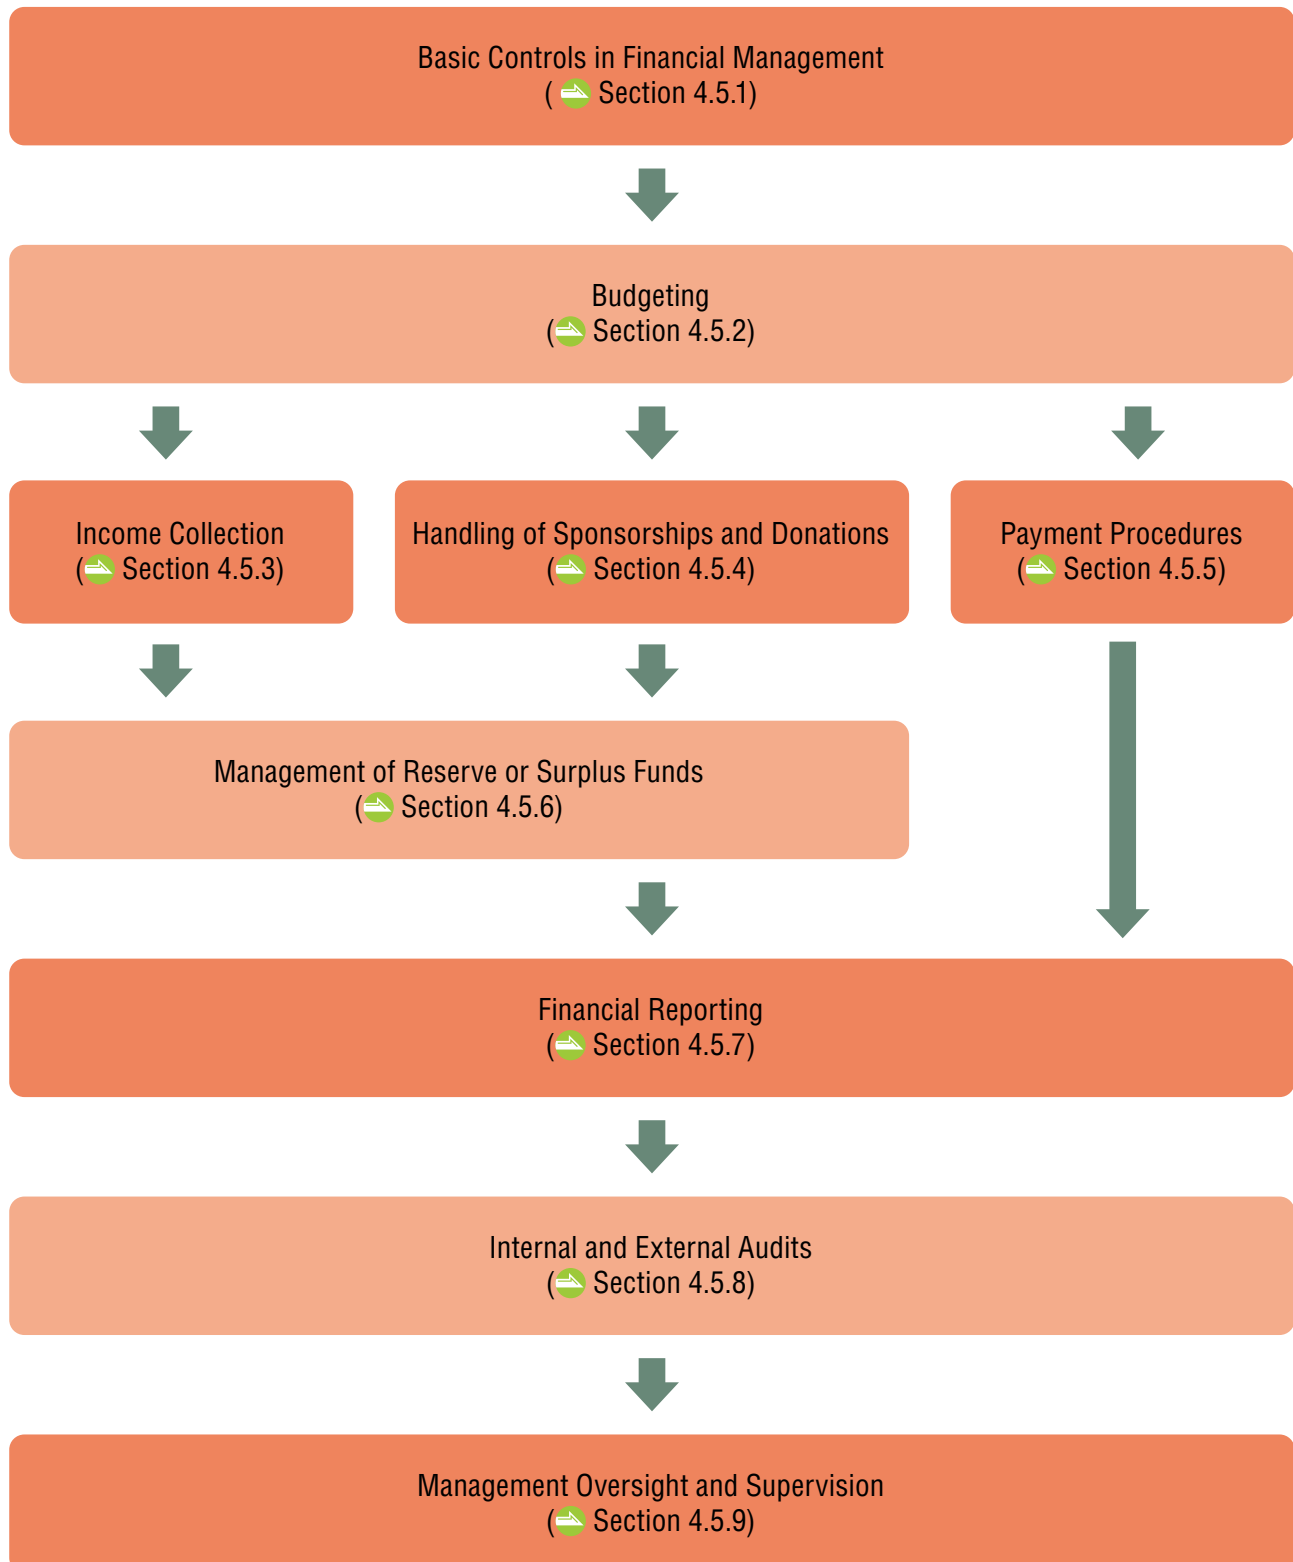 Basic Controls in Financial Management
( Section 4.5.1)
Budgeting
( Section 4.5.2)
Income Collection
( Section 4.5.3)
Handling of Sponsorships and Donations
( Section 4.5.4)
Payment Procedures
( Section 4.5.5)
Management of Reserve or Surplus Funds
( Section 4.5.6)
Financial Reporting
( Section 4.5.7)
Internal and External Audits
( Section 4.5.8)
Management Oversight and Supervision
( Section 4.5.9)